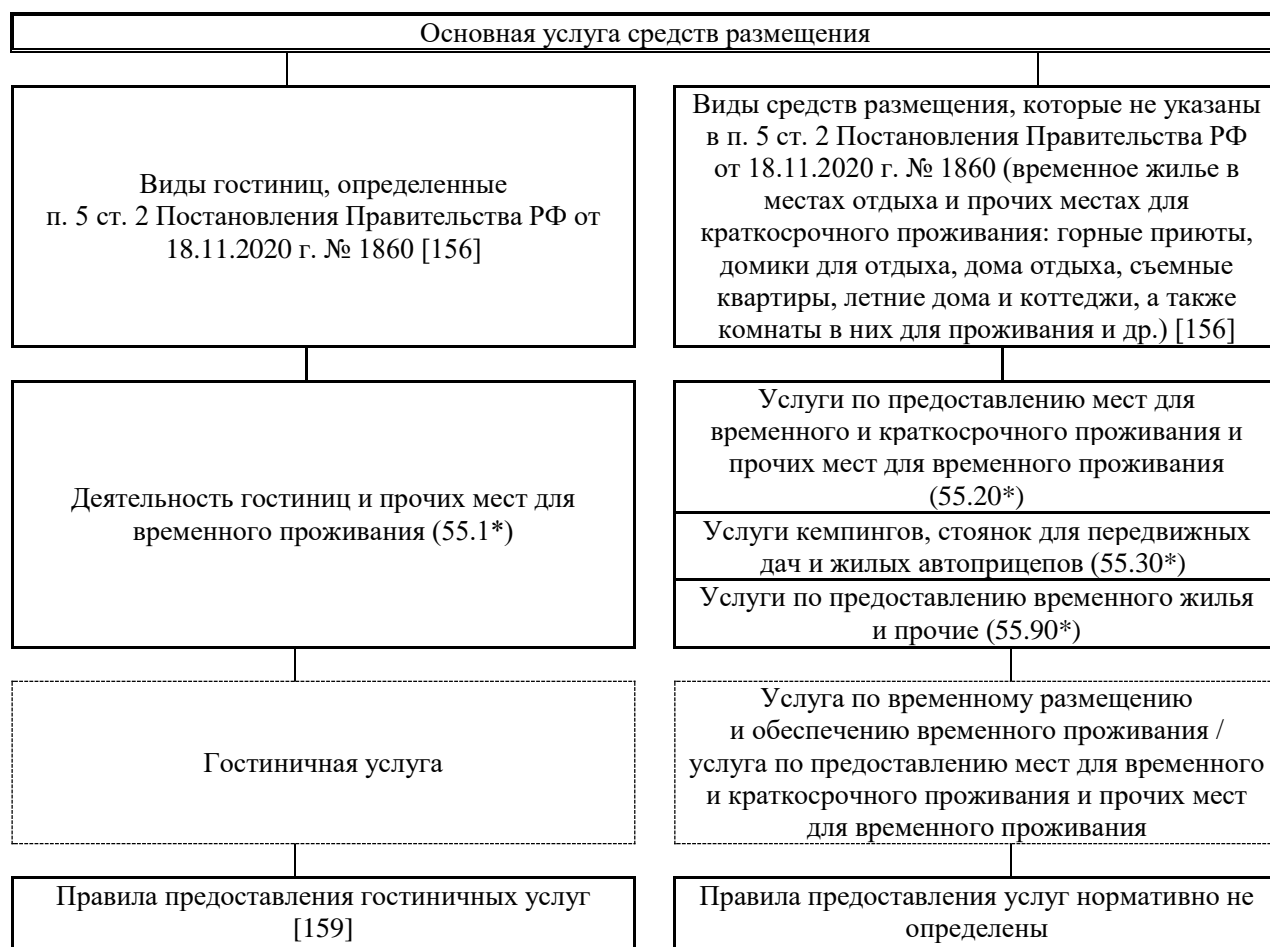 Основная услуга средств размещения
Виды гостиниц, определенные
п. 5 ст. 2 Постановления Правительства РФ от
18.11.2020 г. № 1860 [156]
Виды средств размещения, которые не указаны
в п. 5 ст. 2 Постановления Правительства РФ
от 18.11.2020 г. № 1860 (временное жилье в
местах отдыха и прочих местах для
краткосрочного проживания: горные приюты,
домики для отдыха, дома отдыха, съемные
квартиры, летние дома и коттеджи, а также
комнаты в них для проживания и др.) [156]
Деятельность гостиниц и прочих мест для
временного проживания (55.1*)
Услуги по предоставлению мест для
временного и краткосрочного проживания и
прочих мест для временного проживания
(55.20*)
Услуги кемпингов, стоянок для передвижных
дач и жилых автоприцепов (55.30*)
Услуги по предоставлению временного жилья
и прочие (55.90*)
Гостиничная услуга
Услуга по временному размещению
и обеспечению временного проживания /
услуга по предоставлению мест для временного
и краткосрочного проживания и прочих мест
для временного проживания
Правила предоставления гостиничных услуг
[159]
Правила предоставления услуг нормативно не
определены